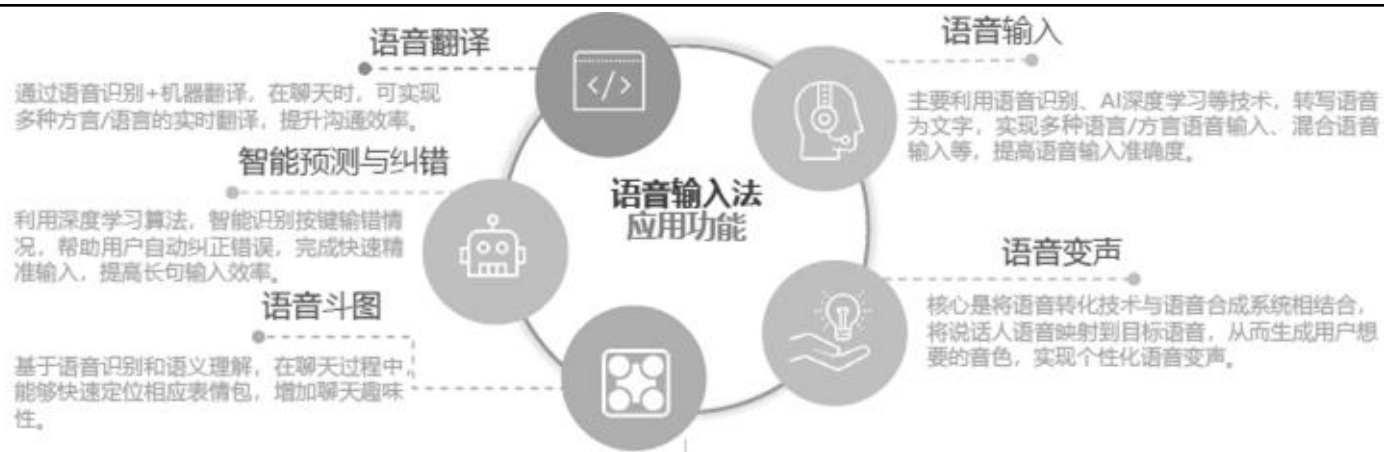 语音翻译
通过语音识别+机器翻译，在聊天时，可实现
多种方言/语言的实时翻译，提升沟通效率。
智能预测与纠错
利用深度学习算法，智能识别按键输错情
况，帮助用户自动纠正错误，完成快速精
准输入，提高长句输入效率。
语音斗图
基于语音识别和语义理解，在聊天过程中
能够快速定位相应表情包，增加聊天趣味
性。
</>
语音输入法
应用功能
语音输入
主要利用语音识别、AI深度学习等技术，转写语音
为文字，实现多种语言/方言语音输入、混合语音
输入等，提高语音输入准确度。
语音变声
核心是将语音转化技术与语音合成系统相结合，
将说话人语音映射到目标语音，从而生成用户想
要的音色，实现个性化语音变声。